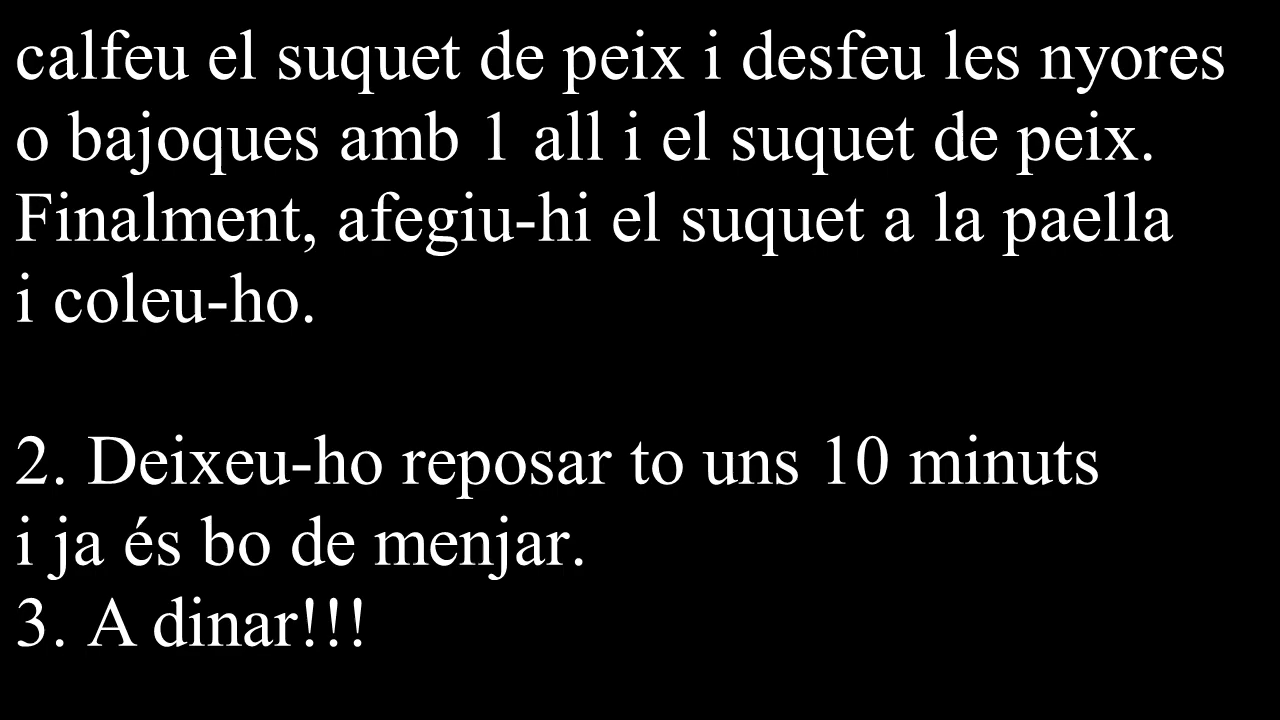 calfeu el suquet de peix i desfeu les nyores
o bajoques amb 1 all i el suquet de peix.
Finalment, afegiu-hi el suquet a la paella
i coleu-ho.
2. Deixeu-ho reposar to uns 10 minuts
i ja és bo de menjar.
3. A dinar!!!